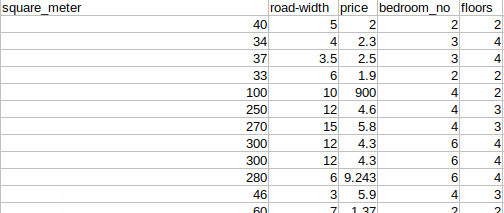 square_meter road-width price bedroom_no floors
40 5 2 2 2
34 4 2.3 3 4
37 3.5 2.5 3 4
33 6 1.9 2 2
100 10 900 4 2
250 12 4.6 4 3
270 15 5.8 4 3
300 12 4.3 6 4
300 12 4.3 6 4
280 6 9.243 6 4
46 3 5.9 4 3
60 7 1.37 2 2